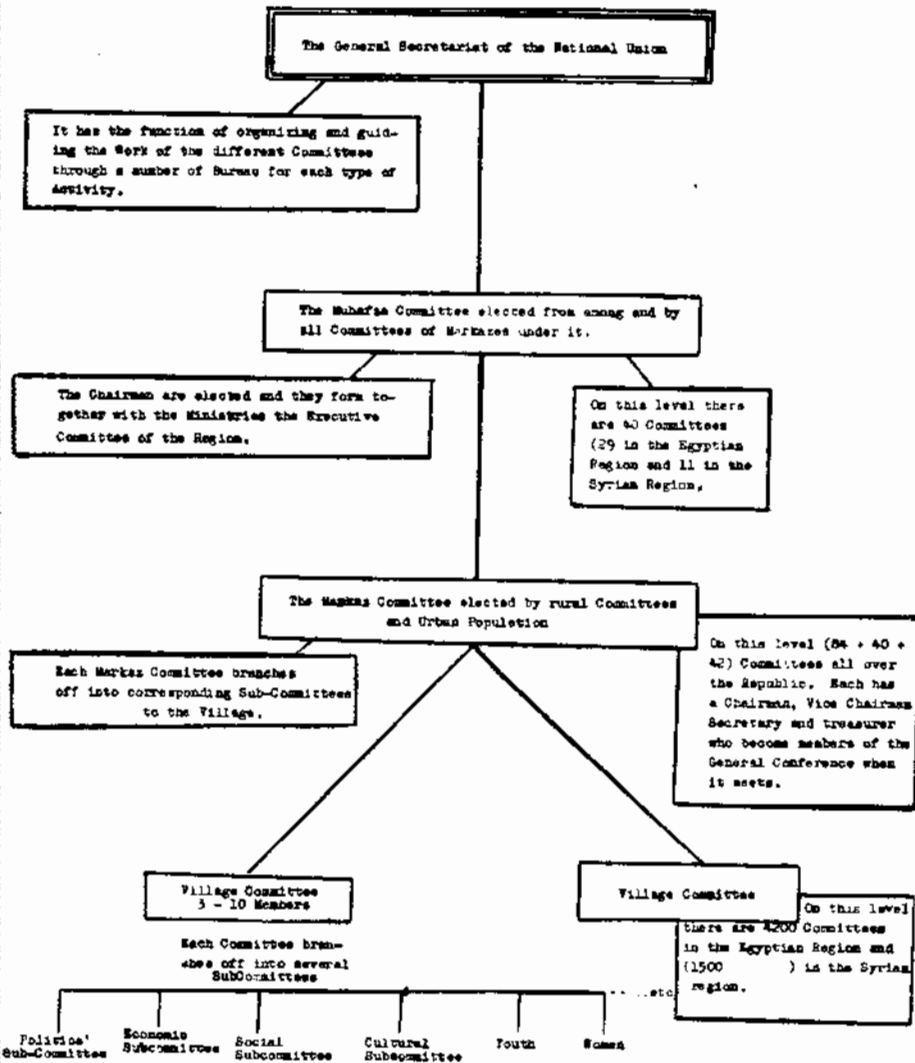 The General Secretariat of the National Union
It has the function of organizing and guid-
ing the Work of the different Committees
through a number of Bureau for each type of
Activity.
The Muhafza Committee elected from among and by
all Committees of Markazes under it.
The Chairman are elected and they form to-
gether with the Ministries the Executive
Committee of the Region.
On this level there
are 40 Committees
(29 in the Egyptian
Region and 11 in the
Syrian Region.
The Markaz Committee elected by rural Committees
and Urban Population
Each Markaz Committee branches
off into corresponding Sub-Committees
to the Village.
On this level (84 + 40 +
42) Committees all over
the Republic. Each has
a Chairman, Vice Chairman
Secretary and treasurer
who become members of the
General Conference when
it meets.
Village Committee
3 - 10 Members
Each Committee bran-
ches off into several
SubCommittees
Village Committee
On this level
there are 4200 Committees
in the Egyptian Region and
(1500 ) in the Syrian
region.
...etc
Politics'
Sub-Committee
Economic
Subcommittee
Social
Subcommittee
Cultural
Subcommittee
Youth
Women